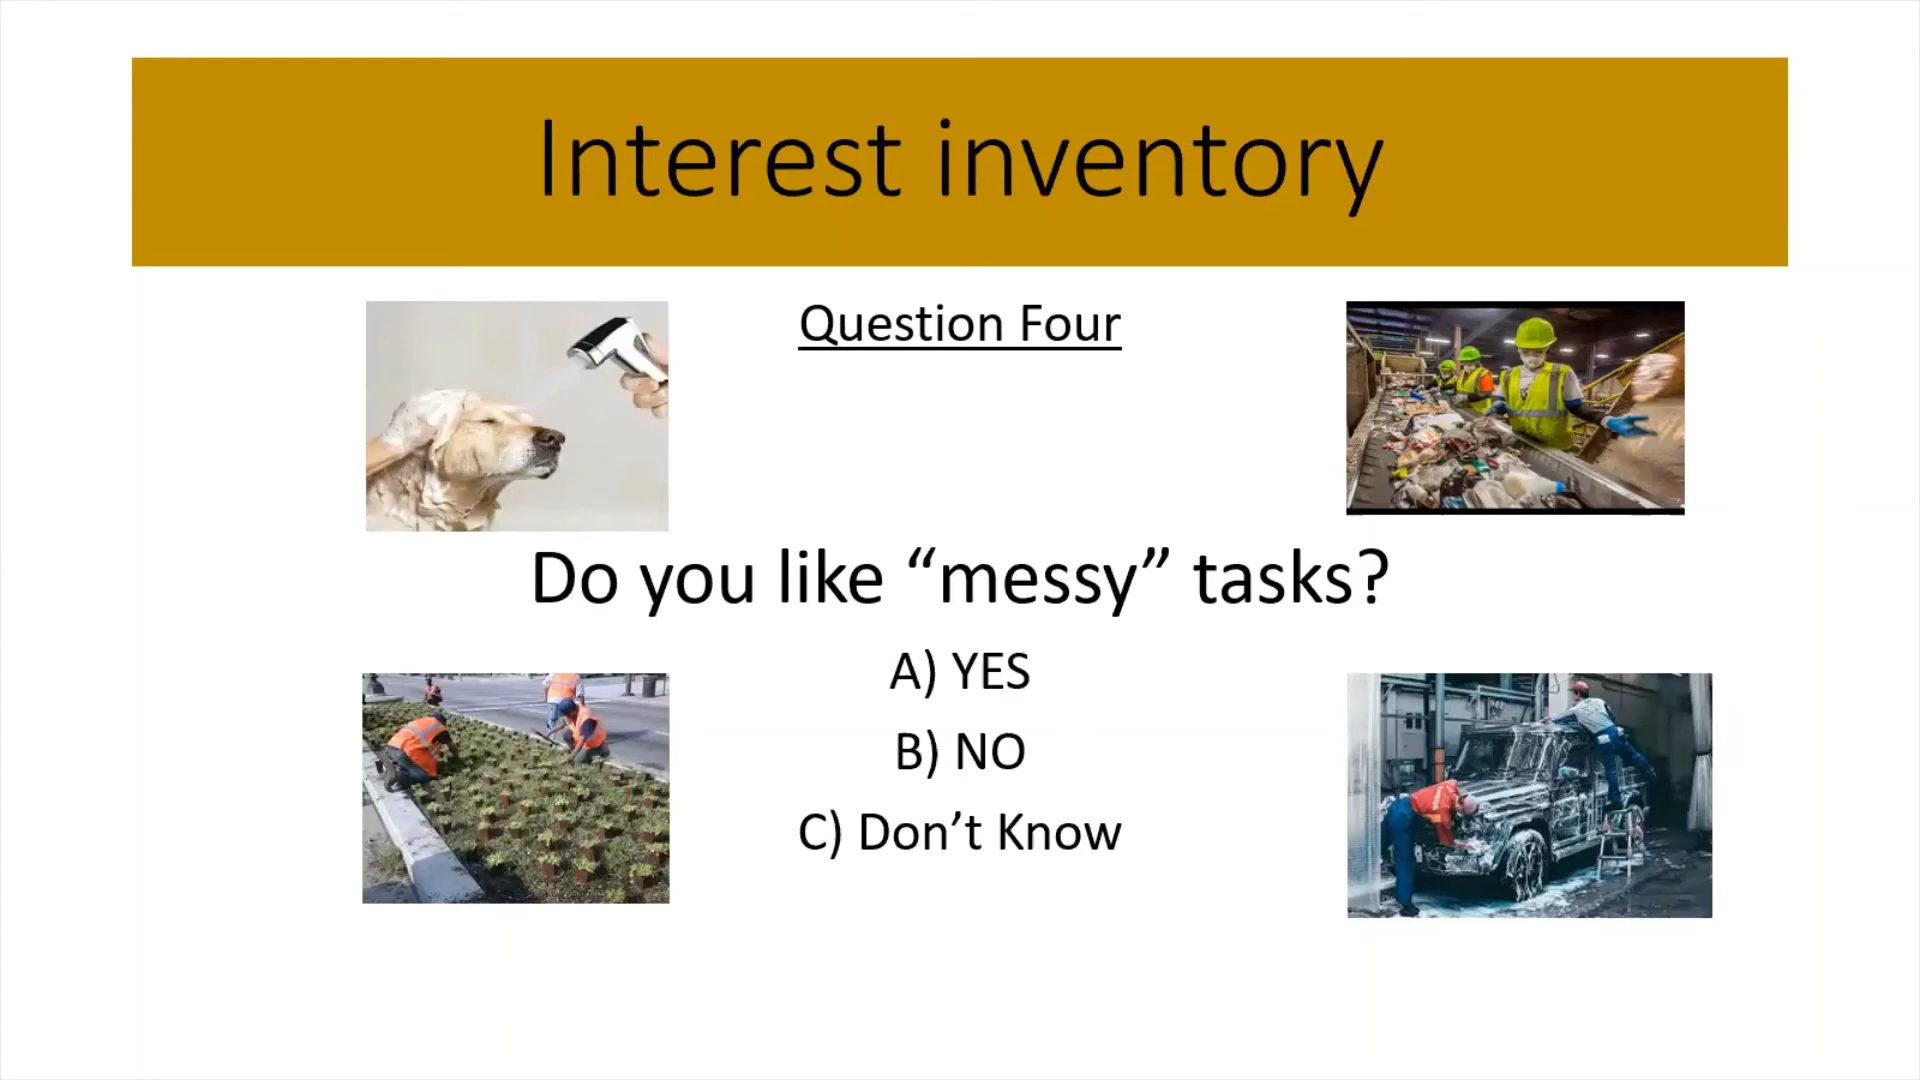 Interest inventory
Question Four
Do you like “messy” tasks?
A) YES
B) NO
C) Don’t Know